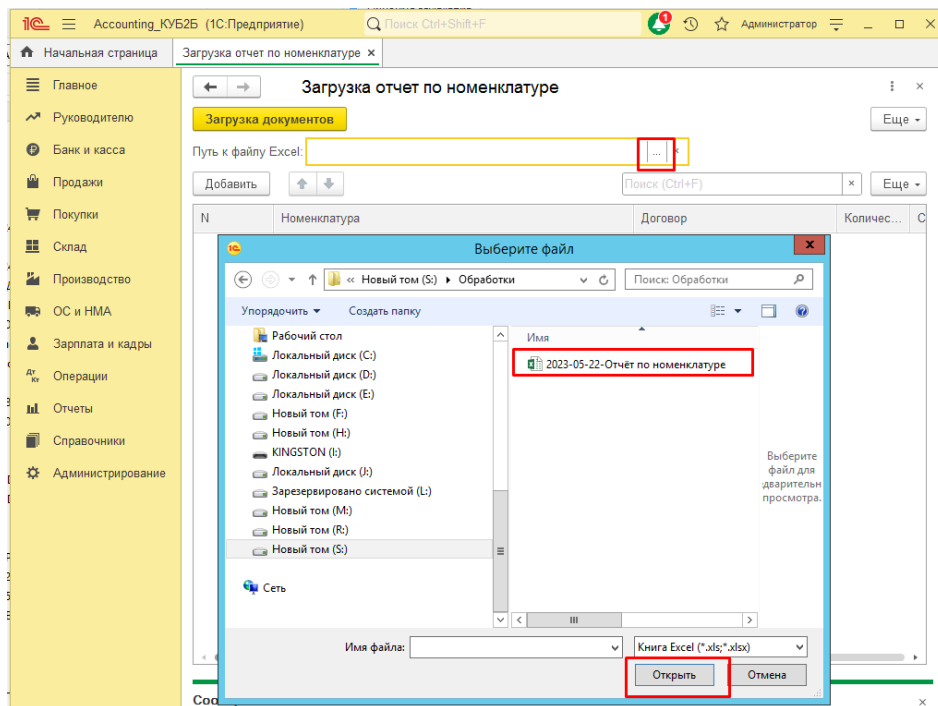 Accounting_КУБ2Б (1С:Предприятие)
Поиск Ctrl+Shift+F
1
Администратор
Начальная страница
Загрузка отчет по номенклатуре ×
Главное
Руководителю
Банк и касса
Продажи
Покупки
Склад
Производство
ОС и НМА
Зарплата и кадры
Операции
Отчеты
Справочники
Администрирование
Загрузка отчет по номенклатуре
Загрузка документов
Еще
Путь к файлу Excel:
...
Добавить
Поиск (Ctrl+F)
×
Еще
N
Номенклатура
Договор
Количес...
С
Выберите файл
« Новый том (S:) Обработки
Поиск: Обработки
Упорядочить
Создать папку
Рабочий стол
Локальный диск (C:)
Локальный диск (D:)
Локальный диск (E:)
Новый том (F:)
Новый том (H:)
KINGSTON (I:)
Локальный диск (J:)
Зарезервировано системой (L:)
Новый том (M:)
Новый том (R:)
Новый том (S:)
Сеть
Имя
2023-05-22-Отчёт по номенклатуре
Выберите
файл для
дварительн
просмотра.
Имя файла:
Книга Excel (*.xls;*.xlsx)
Открыть
Отмена